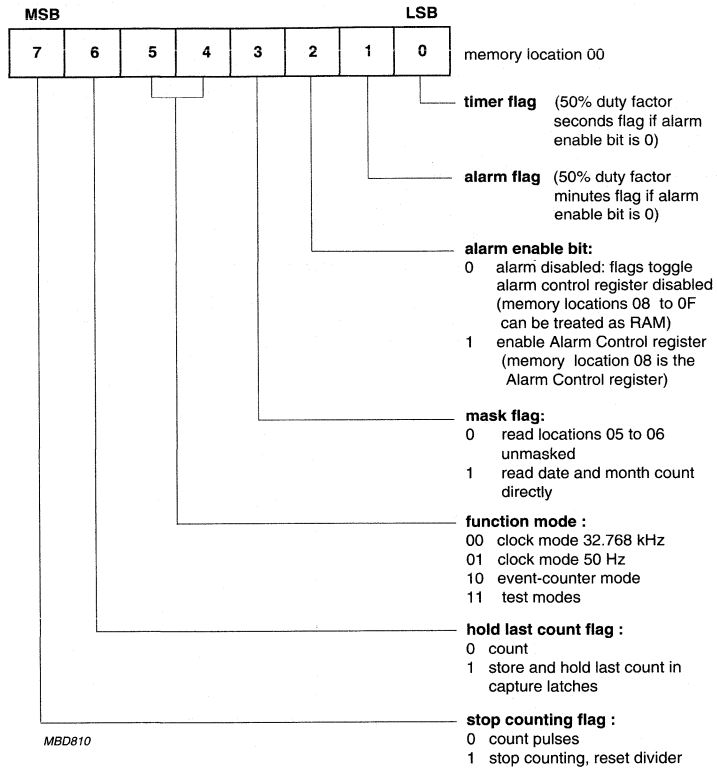 MSB LSB
7 6 5 4 3 2 1 0 memory location 00
timer flag (50% duty factor
seconds flag if alarm
enable bit is 0)
alarm flag (50% duty factor
minutes flag if alarm
enable bit is 0)
alarm enable bit:
0 alarm disabled: flags toggle
alarm control register disabled
(memory locations 08 to 0F
can be treated as RAM)
1 enable Alarm Control register
(memory location 08 is the
Alarm Control register)
mask flag:
0 read locations 05 to 06
unmasked
1 read date and month count
directly
function mode :
00 clock mode 32.768 kHz
01 clock mode 50 Hz
10 event-counter mode
11 test modes
hold last count flag :
0 count
1 store and hold last count in
capture latches
stop counting flag :
0 count pulses
1 stop counting, reset divider
MBD810